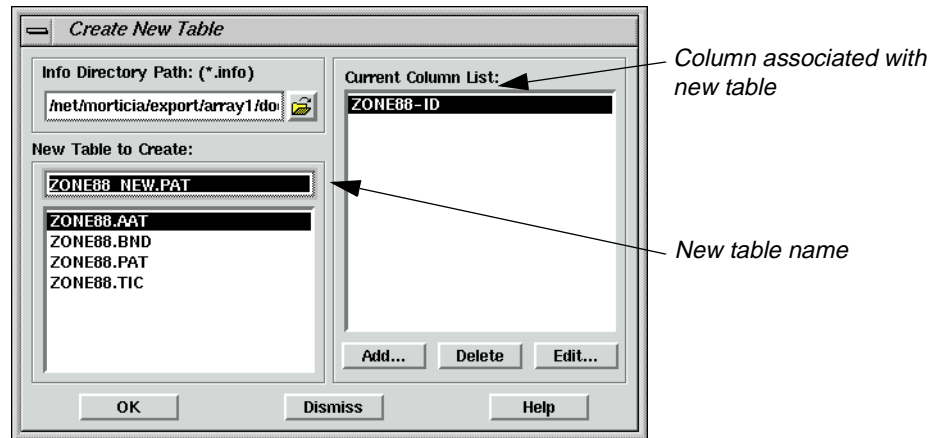 Create New Table
Info Directory Path: (*.info)
/net/morticia/export/array1/do
New Table to Create:
ZONE88_NEW.PAT
ZONE88.AAT
ZONE88.BND
ZONE88.PAT
ZONE88.TIC
Current Column List:
ZONE88-ID
Add...
Delete
Edit...
OK
Dismiss
Help
Column associated with
new table
New table name